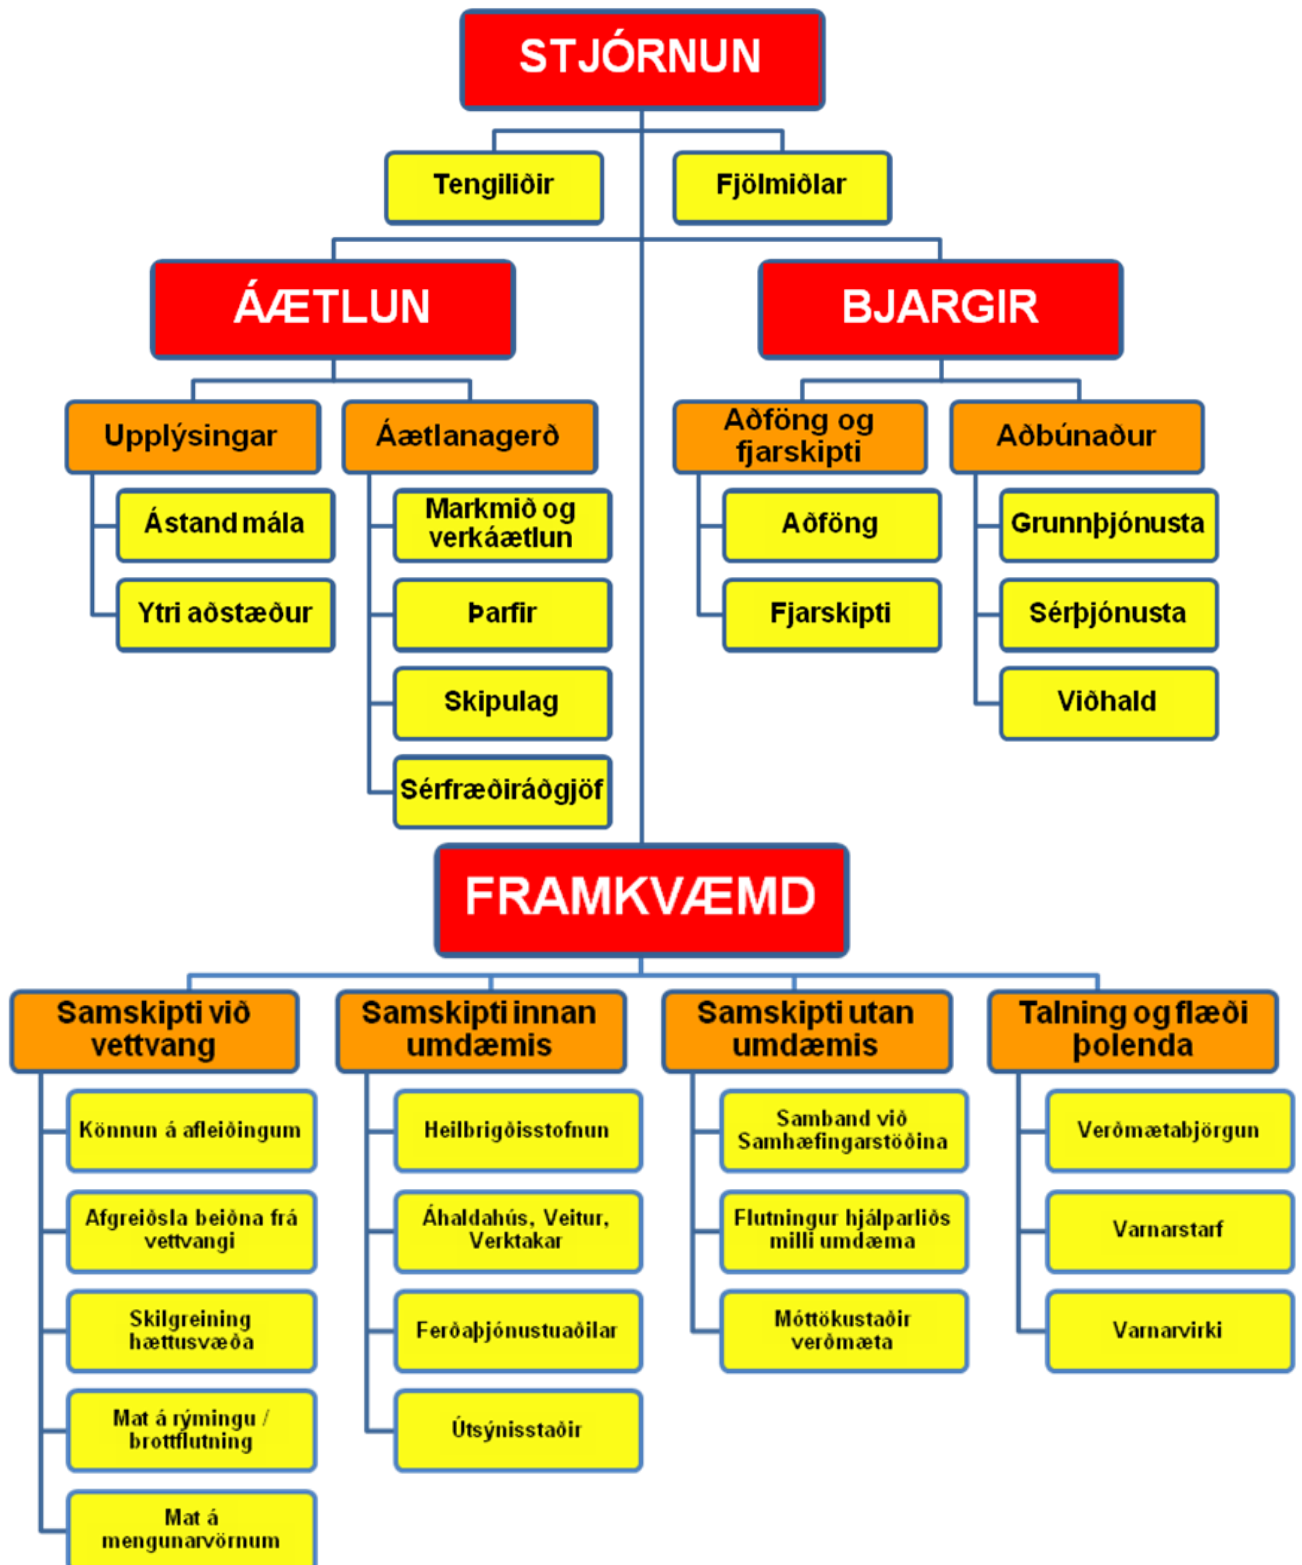 STJÓRNUN
Tengiliðir
Fjölmiðlar
ÁÆTLUN
BJARGIR
Upplýsingar
Áætlanagerð
Aðföng og
fjarskipti
Aðbúnaður
Ástand mála
Ytri aðstæður
Markmið og
verkáætlun
Þarfir
Skipulag
Sérfræðiráðgjöf
Aðföng
Fjarskipti
Grunnþjónusta
Sérþjónusta
Viðhald
FRAMKVÆMD
Samskipti við
vettvang
Könnun á afleiðingum
Afgreiðsla beiðna frá
vettvangi
Skilgreining
hættusvæða
Mat á rýmingu /
brottflutning
Mat á
mengunarvörnum
Samskipti innan
umdæmis
Heilbrigðisstofnun
Áhaldahús, Veitur,
Verktakar
Ferðaþjónustuaðilar
Útsýnisstaðir
Samskipti utan
umdæmis
Samband við
Samhæfingarstöðina
Flutningur hjálparliðs
milli umdæma
Móttökustaðir
verðmæta
Talning og flæði
þolenda
Verðmætabjörgun
Varnarstarf
Varnarvirki